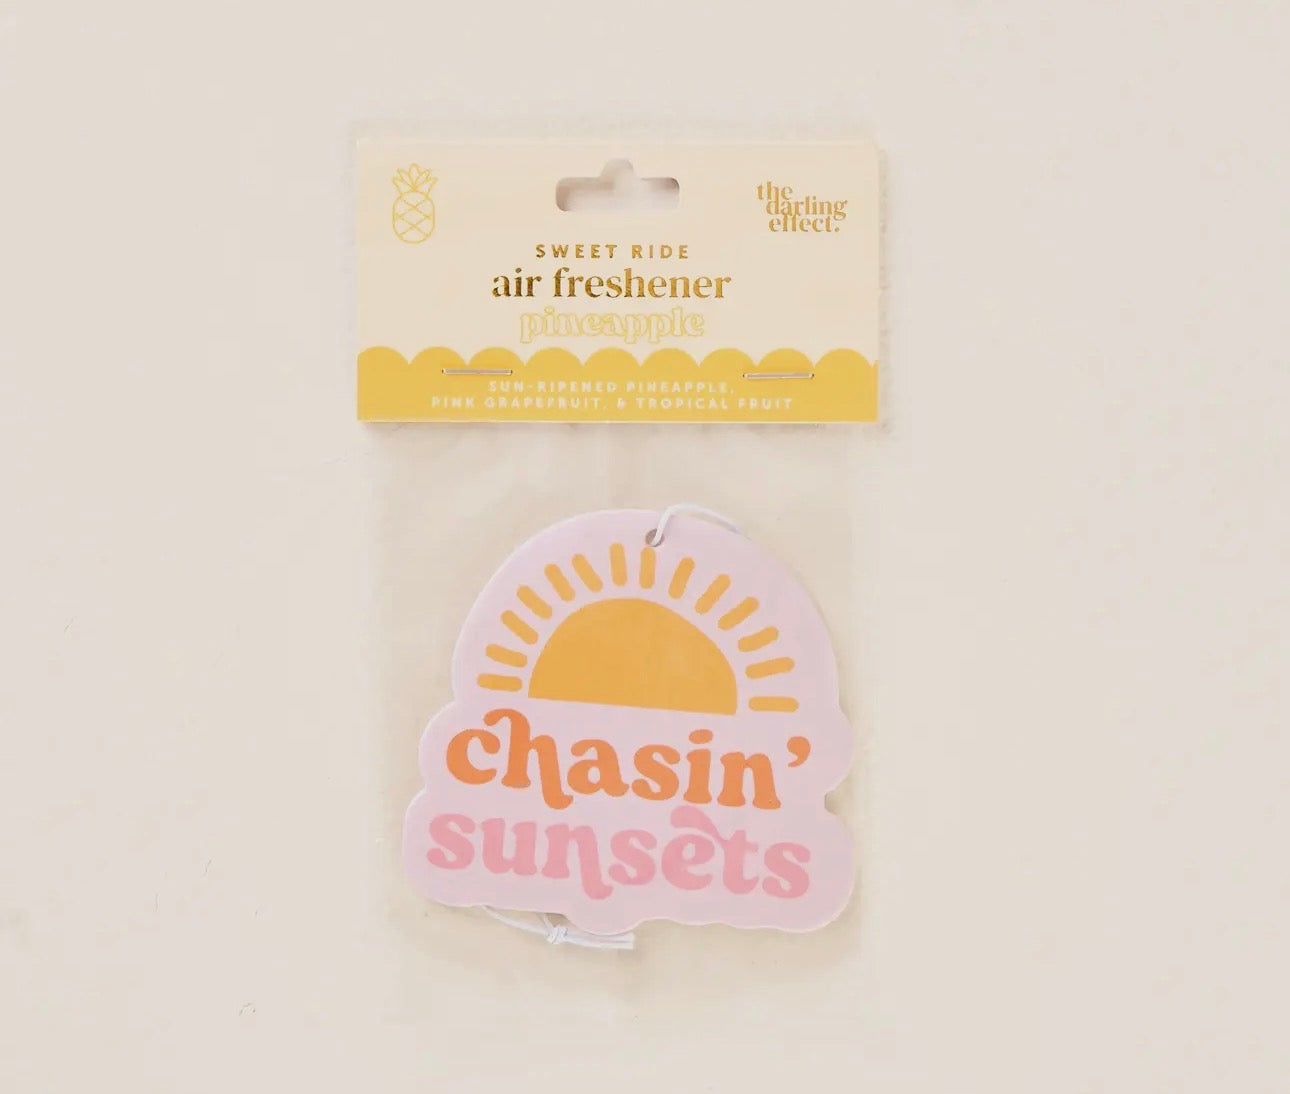 the
darling
effect.
SWEET RIDE
air freshener
pineapple
SUN-RIPENED PINEAPPLE,
PINK GRAPEFRUIT, & TROPICAL FRUIT
chasin'
sunsets